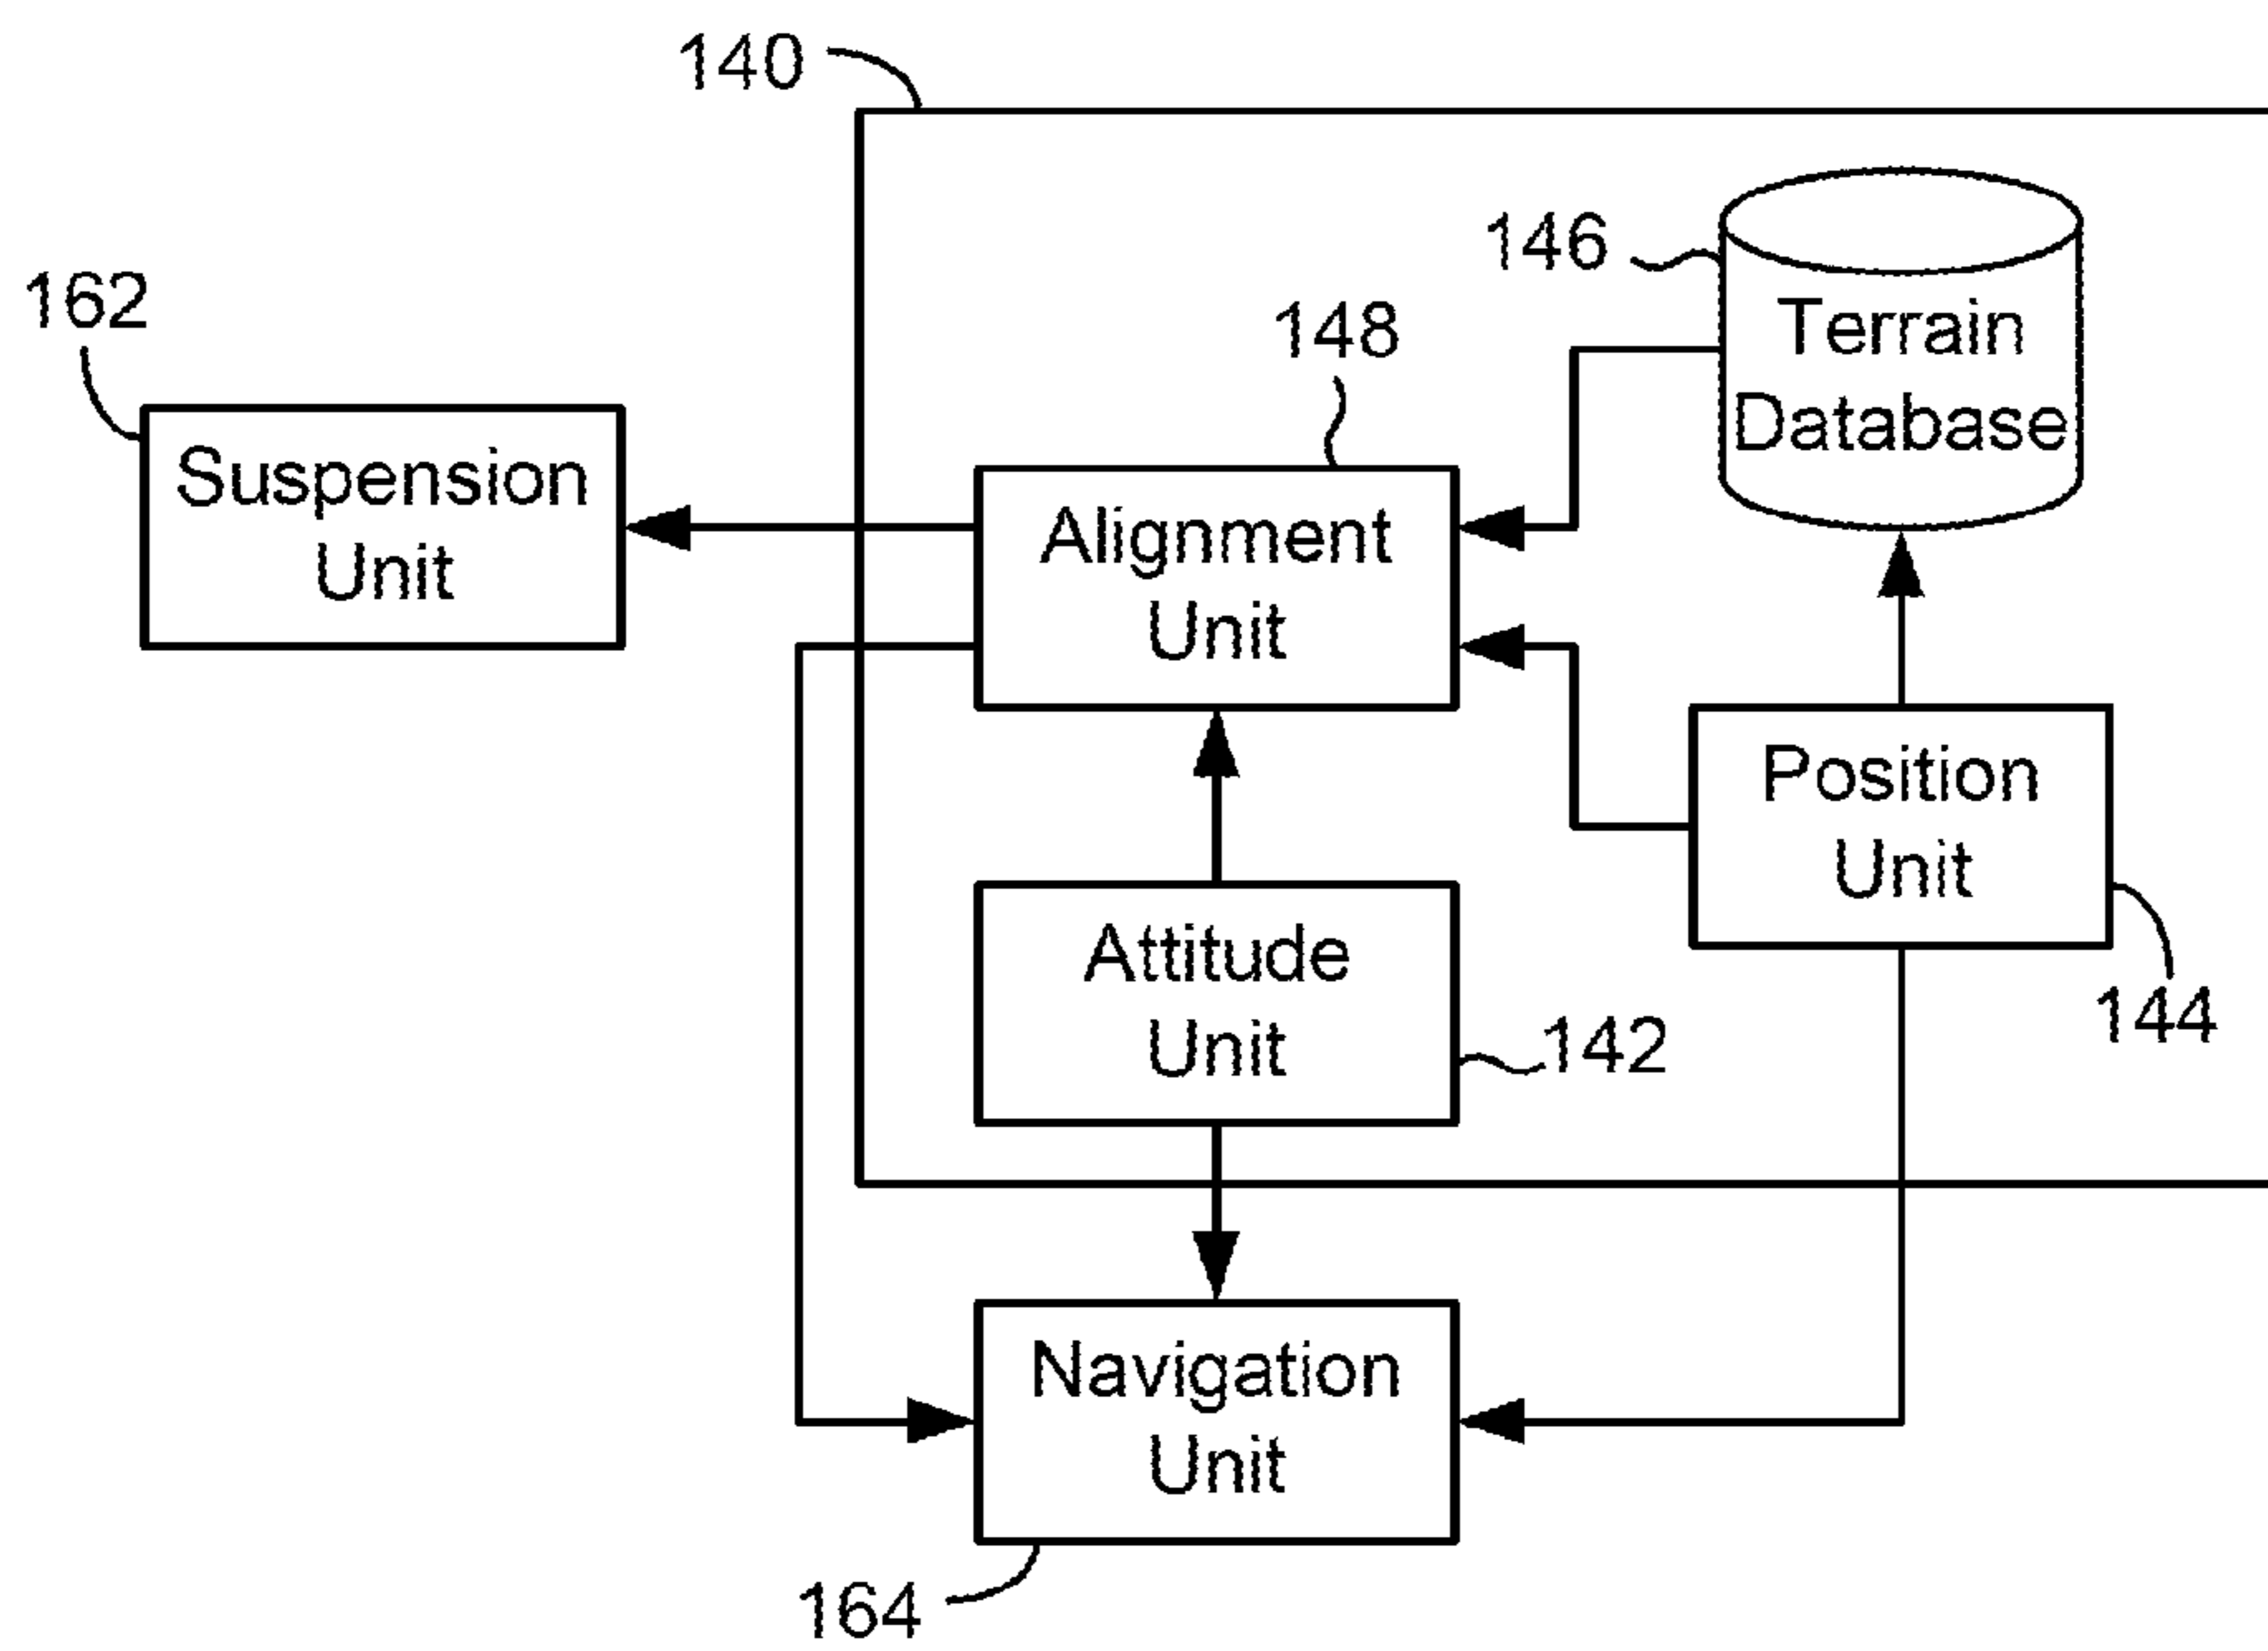 140
146
Terrain
Database
162
148
Suspension
Unit
Alignment
Unit
Position
Unit
144
Attitude
Unit
142
Navigation
Unit
164